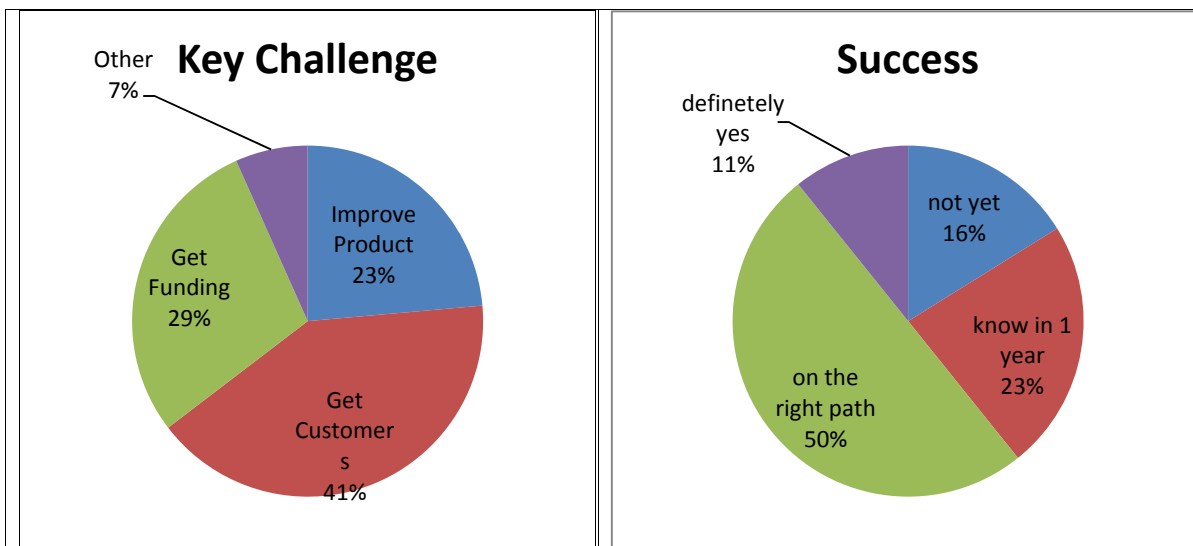 Key Challenge
Other
7%
Improve
Product
23%
Get
Funding
29%
Get
Customer
s
41%
Success
definetely
yes
11%
not yet
16%
know in 1
year
23%
on the
right path
50%